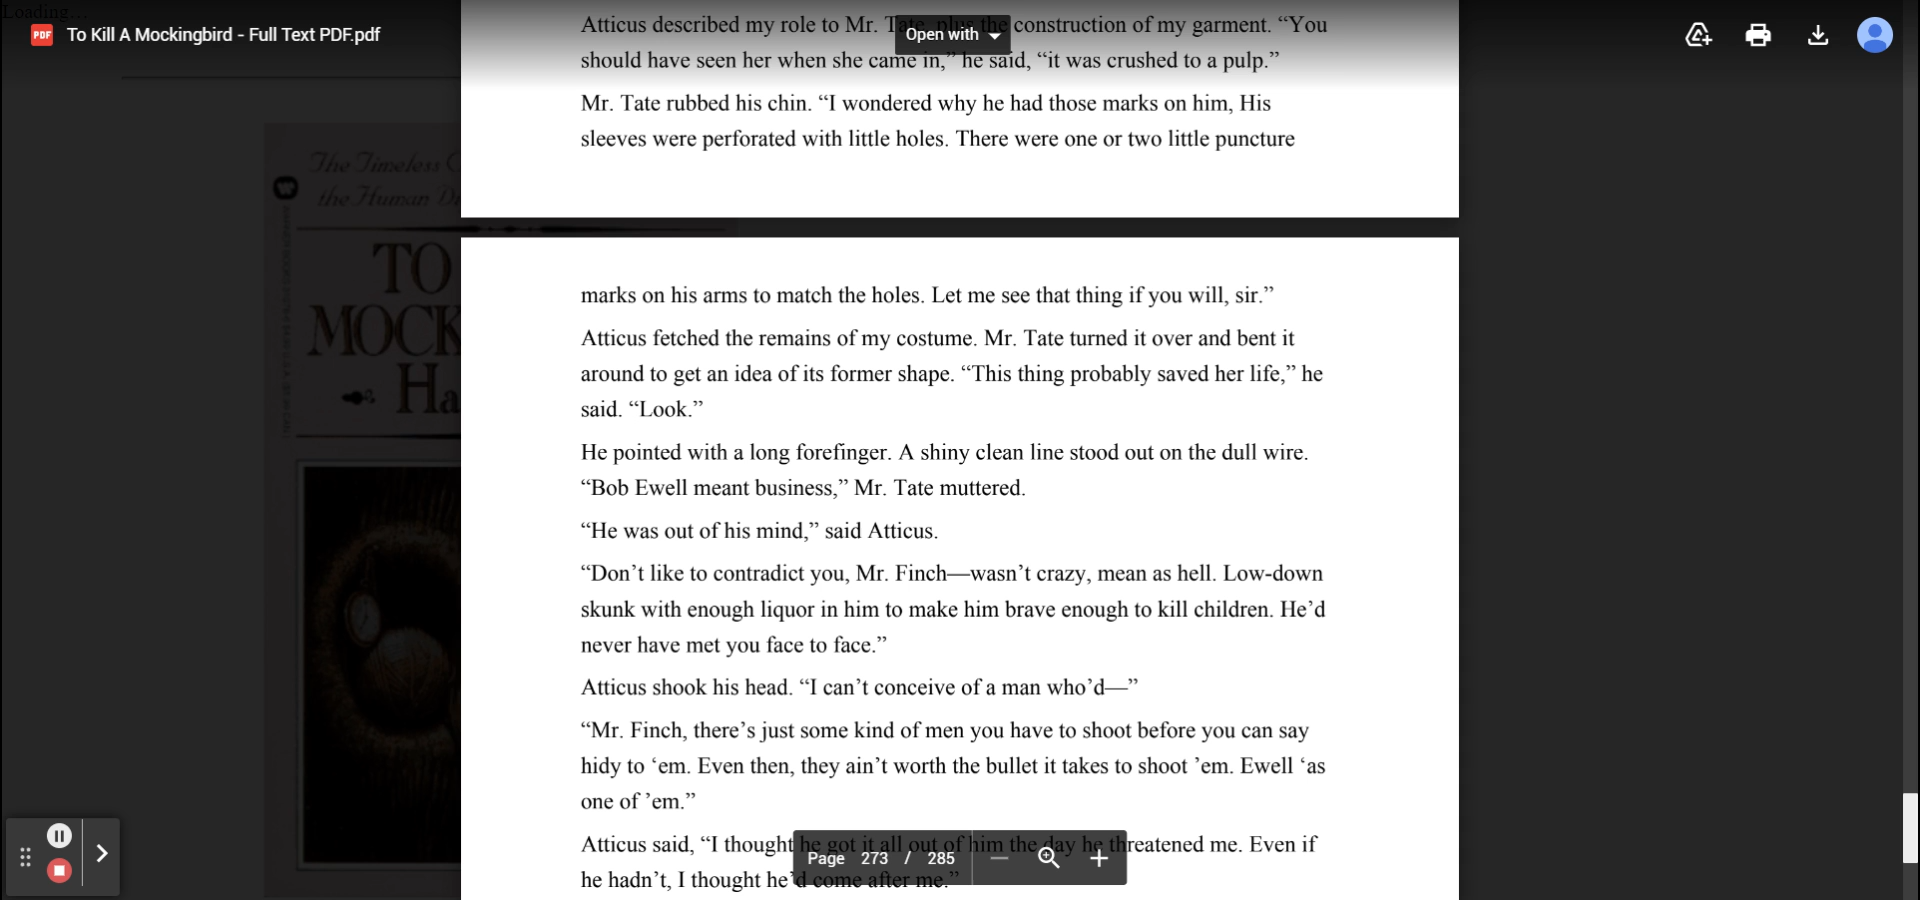 Loading…
PDF To Kill A Mockingbird - Full Text PDF.pdf
Open with
Atticus described my role to Mr. Tate, plus the construction of my garment. “You
should have seen her when she came in,” he said, “it was crushed to a pulp.”
Mr. Tate rubbed his chin. “I wondered why he had those marks on him, His
sleeves were perforated with little holes. There were one or two little puncture
The Timeless
the Human
TO
MOCK
Ha
marks on his arms to match the holes. Let me see that thing if you will, sir.”
Atticus fetched the remains of my costume. Mr. Tate turned it over and bent it
around to get an idea of its former shape. “This thing probably saved her life,” he
said. “Look.”
He pointed with a long forefinger. A shiny clean line stood out on the dull wire.
“Bob Ewell meant business,” Mr. Tate muttered.
“He was out of his mind,” said Atticus.
“Don’t like to contradict you, Mr. Finch—wasn’t crazy, mean as hell. Low-down
skunk with enough liquor in him to make him brave enough to kill children. He’d
never have met you face to face.”
Atticus shook his head. “I can’t conceive of a man who’d—”
“Mr. Finch, there’s just some kind of men you have to shoot before you can say
hidy to ‘em. Even then, they ain’t worth the bullet it takes to shoot ’em. Ewell ‘as
one of ’em.”
Atticus said, “I thought he got it all out of him the day he threatened me. Even if
he hadn’t, I thought he’d come after me.”
Page 273 / 285